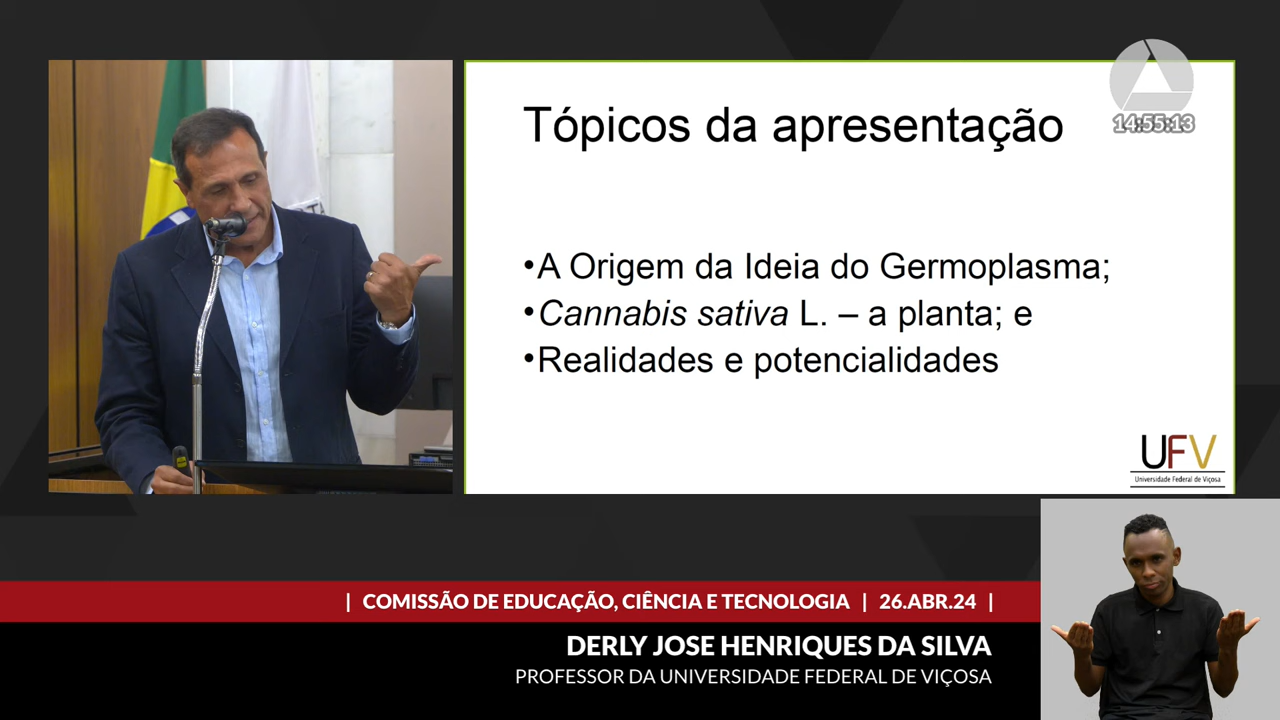 Tópicos da apresentação
14:55:13
•A Origem da Ideia do Germoplasma;
•Cannabis sativa L. – a planta; e
•Realidades e potencialidades
UFV
Universidade Federal de Viçosa
| COMISSÃO DE EDUCAÇÃO, CIÊNCIA E TECNOLOGIA | 26.ABR.24 |
DERLY JOSE HENRIQUES DA SILVA
PROFESSOR DA UNIVERSIDADE FEDERAL DE VIÇOSA